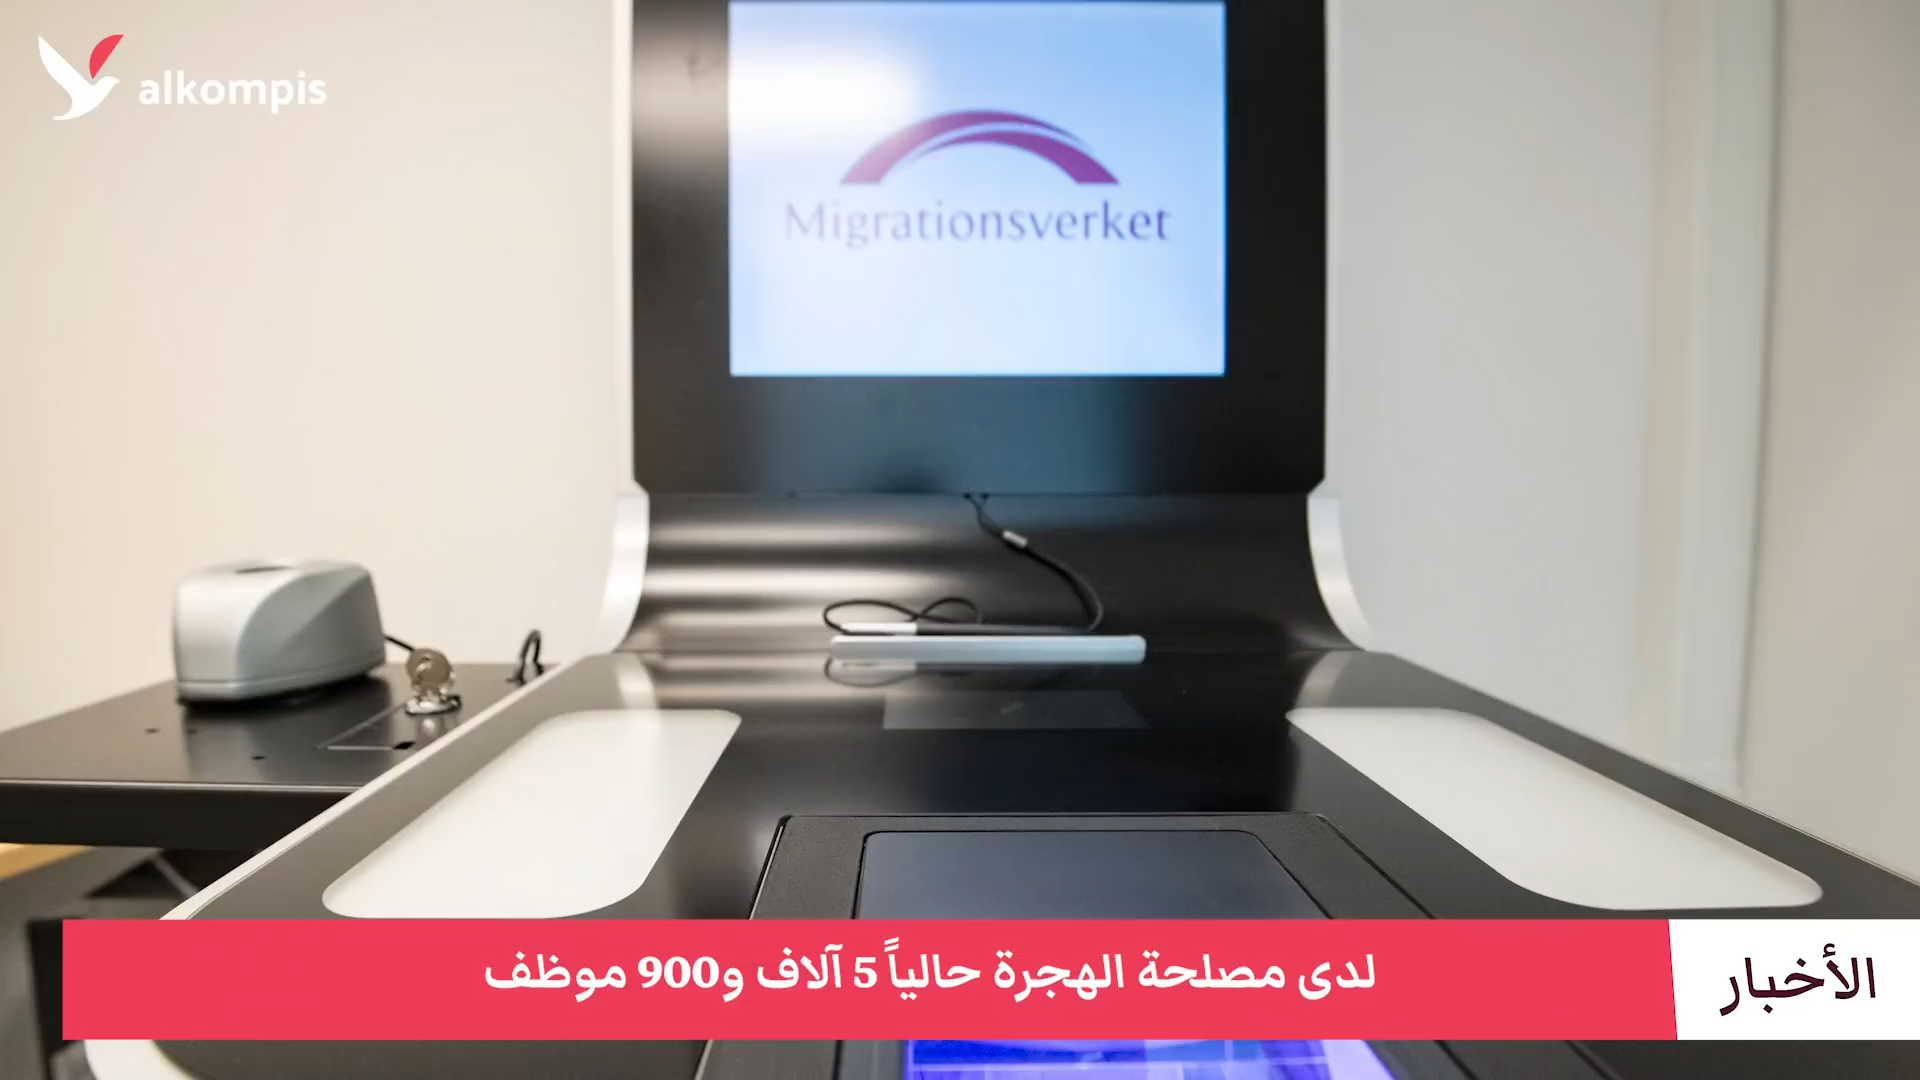 alkompis
Migrationsverket
لدى مصلحة الهجرة حالياً 5 آلاف و900 موظف
الأخبار